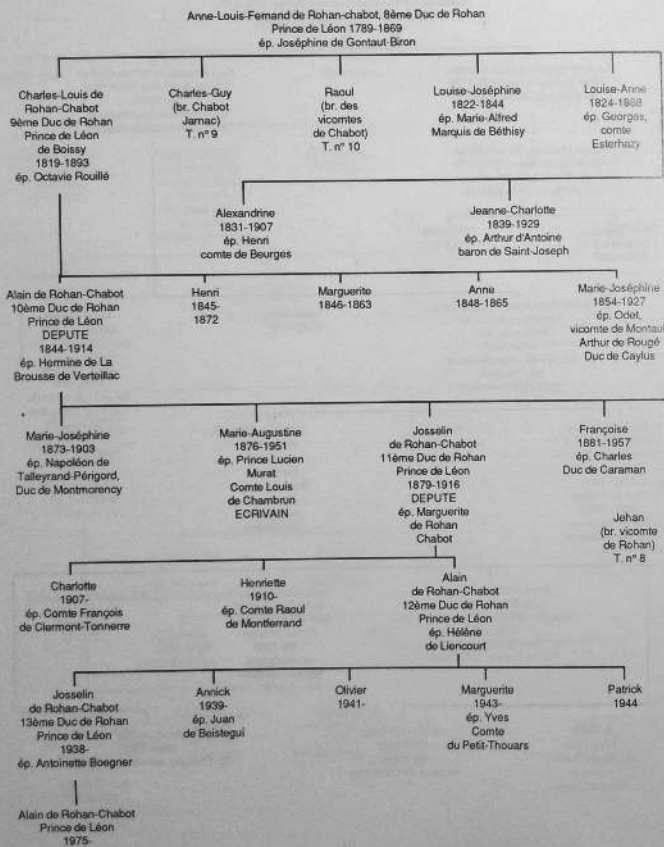 Anne-Louis-Fernand de Rohan-chabot, 8ème Duc de Rohan
Prince de Léon 1789-1869
ép. Joséphine de Gontaut-Biron
Charles-Louis de
Rohan-Chabot
9ème Duc de Rohan
Prince de Léon
de Boissy
1819-1893
ép. Octavie Rouillé
Charles-Guy
(br. Chabot
Jarnac)
T. nº 9
Raoul
(br. des
vicomtes
de Chabot)
T. nº 10
Louise-Joséphine
1822-1844
ép. Marie-Alfred
Marquis de Béthisy
Louise-Anne
1824-1888
ép. Georges,
comte
Esterhazy
Alexandrine
1831-1907
ép. Henri
comte de Beurges
Jeanne-Charlotte
1839-1929
ép. Arthur d'Antoine
baron de Saint-Joseph
Alain de Rohan-Chabot
10ème Duc de Rohan
Prince de Léon
DEPUTE
1844-1914
ép. Hermine de La
Brousse de Verteillac
Henri
1845-
1872
Marguerite
1846-1863
Anne
1848-1865
Marie-Joséphine
1854-1927
ép. Odet,
vicomte de Montaut
Arthur de Rougé
Duc de Caylus
Marie-Joséphine
1873-1903
ép. Napoléon de
Talleyrand-Périgord,
Duc de Montmorency
Marie-Augustine
1876-1951
ép. Prince Lucien
Murat
Comte Louis
de Chambrun
ECRIVAIN
Josselin
de Rohan-Chabot
11ème Duc de Rohan
Prince de Léon
1879-1916
DEPUTE
ép. Marguerite
de Rohan
Chabot
Françoise
1881-1957
ép. Charles
Duc de Caraman
Jehan
(br. vicomte
de Rohan)
T. nº 8
Charlotte
1907-
ép. Comte François
de Clermont-Tonnerre
Henriette
1910-
ép. Comte Raoul
de Montferrand
Alain
de Rohan-Chabot
12ème Duc de Rohan
Prince de Léon
ép. Hélène
de Liencourt
Josselin
de Rohan-Chabot
13ème Duc de Rohan
Prince de Léon
1938-
ép. Antoinette Boegner
Annick
1939-
ép. Juan
de Beistegui
Olivier
1941-
Marguerite
1943-
ép. Yves
Comte
du Petit-Thouars
Patrick
1944
Alain de Rohan-Chabot
Prince de Léon
1975-